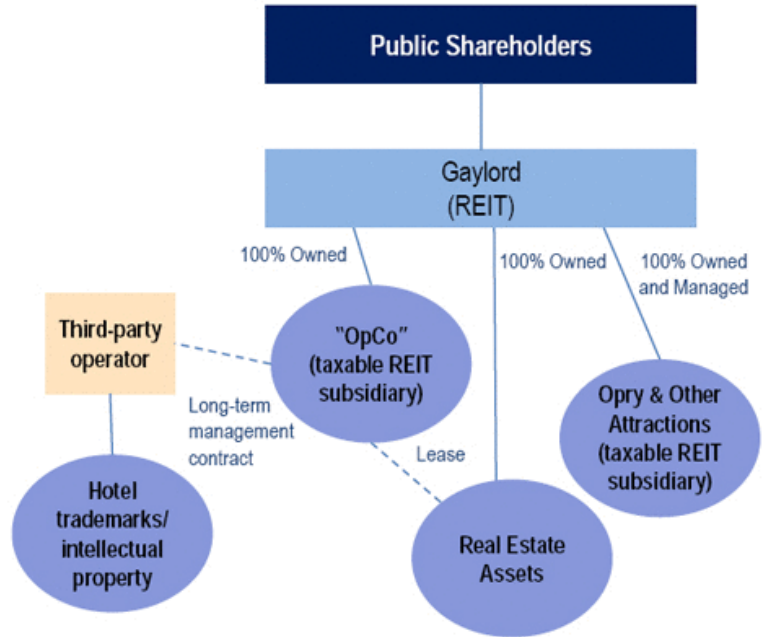 Public Shareholders
Gaylord
(REIT)
100% Owned
100% Owned
100% Owned
and Managed
Third-party
operator
"OpCo"
(taxable REIT
subsidiary)
Opry & Other
Attractions
(taxable REIT
subsidiary)
Long-term
management
contract
Lease
Hotel
trademarks/
intellectual
property
Real Estate
Assets